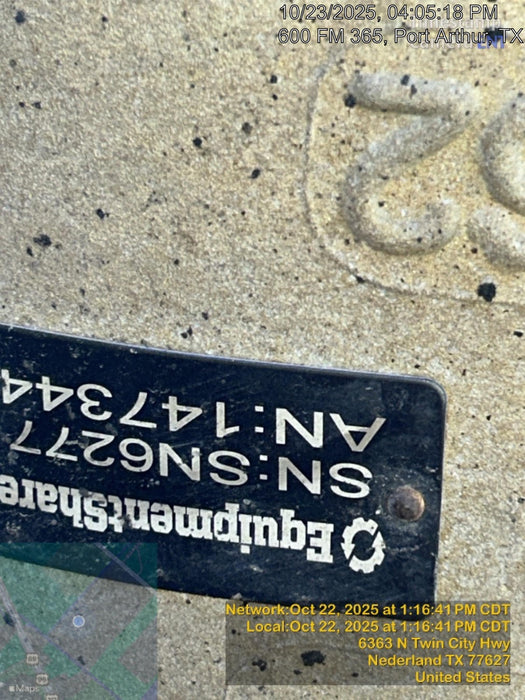 10/23/2025, 04:05:18 PM
600 FM 365, Port Arthur, TX
EquipmentShare
SN:SN6277
AN:147344
Network:Oct 22, 2025 at 1:16:41 PM CDT
Local:Oct 22, 2025 at 1:16:41 PM CDT
6363 N Twin City Hwy
Nederland TX 77627
United States
Maps